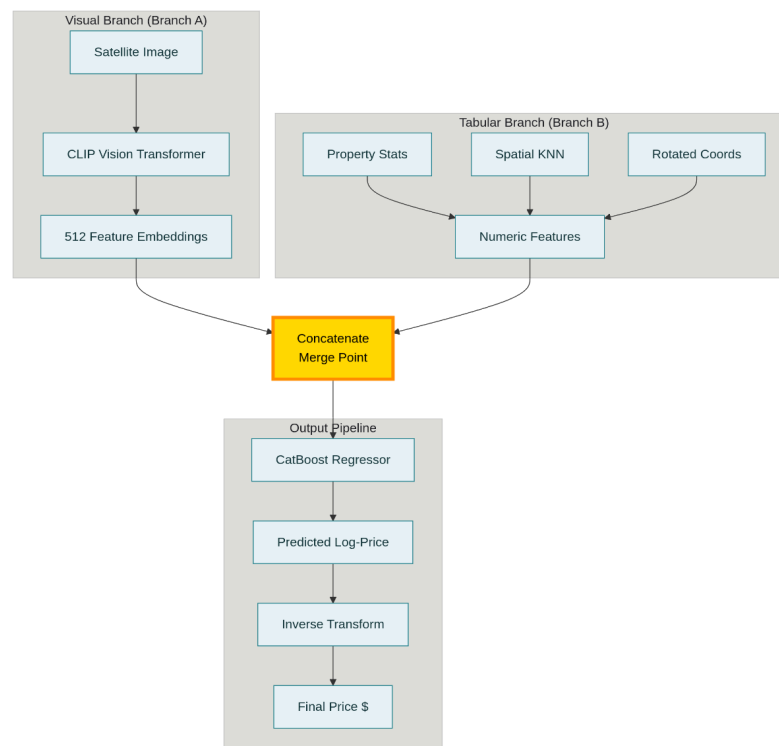 Visual Branch (Branch A)
Satellite Image
CLIP Vision Transformer
512 Feature Embeddings
Tabular Branch (Branch B)
Property Stats
Spatial KNN
Rotated Coords
Numeric Features
Concatenate
Merge Point
Output Pipeline
CatBoost Regressor
Predicted Log-Price
Inverse Transform
Final Price $